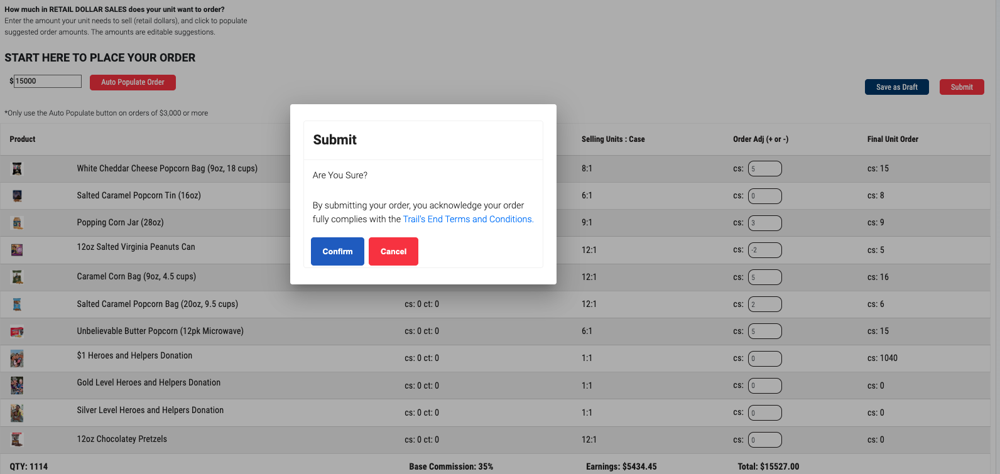 How much in RETAIL DOLLAR SALES does your unit want to order?
Enter the amount your unit needs to sell (retail dollars), and click to populate
suggested order amounts. The amounts are editable suggestions.
START HERE TO PLACE YOUR ORDER
$ 15000 Auto Populate Order
Save as Draft Submit
*Only use the Auto Populate button on orders of $3,000 or more
Product Selling Units : Case Order Adj (+ or -) Final Unit Order
White Cheddar Cheese Popcorn Bag (9oz, 18 cups) 8:1 cs: 5 cs: 15
Salted Caramel Popcorn Tin (16oz) 6:1 cs: 0 cs: 8
Popping Corn Jar (28oz) 9:1 cs: 3 cs: 9
12oz Salted Virginia Peanuts Can 12:1 cs: -2 cs: 5
Caramel Corn Bag (9oz, 4.5 cups) 12:1 cs: 5 cs: 16
Salted Caramel Popcorn Bag (20oz, 9.5 cups) cs: 0 ct: 0 12:1 cs: 2 cs: 6
Unbelievable Butter Popcorn (12pk Microwave) cs: 0 ct: 0 6:1 cs: 5 cs: 15
$1 Heroes and Helpers Donation cs: 0 ct: 0 1:1 cs: 0 cs: 1040
Gold Level Heroes and Helpers Donation cs: 0 ct: 0 1:1 cs: 0 cs: 0
Silver Level Heroes and Helpers Donation cs: 0 ct: 0 1:1 cs: 0 cs: 0
12oz Chocolatey Pretzels cs: 0 ct: 0 12:1 cs: 0 cs: 0
QTY: 1114 Base Commission: 35% Earnings: $5434.45 Total: $15527.00
Submit
Are You Sure?
By submitting your order, you acknowledge your order
fully complies with the Trail's End Terms and Conditions.
Confirm Cancel